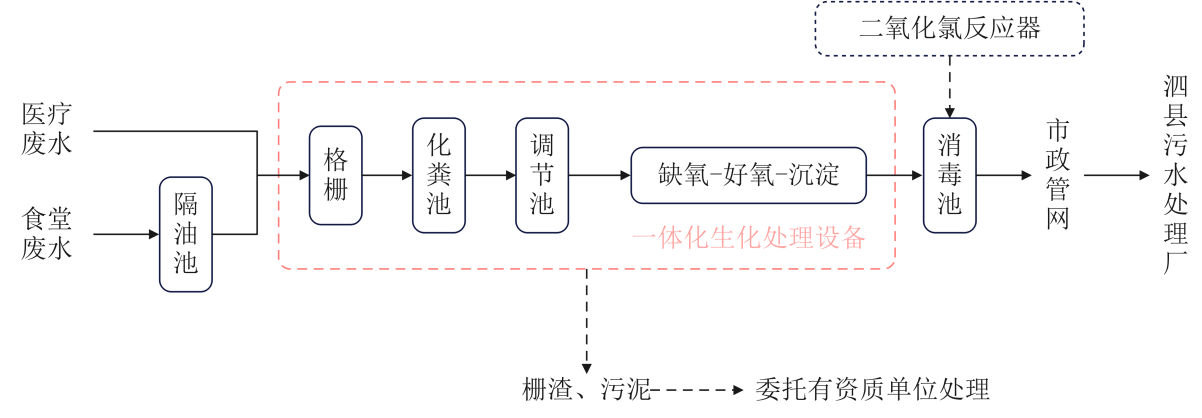 二氧化氯反应器
医疗
废水
食堂
废水
隔
油
池
格
栅
化
粪
池
调
节
池
缺氧-好氧-沉淀
一体化生化处理设备
消
毒
池
市
政
管
网
泗
县
污
水
处
理
厂
栅渣、污泥
委托有资质单位处理